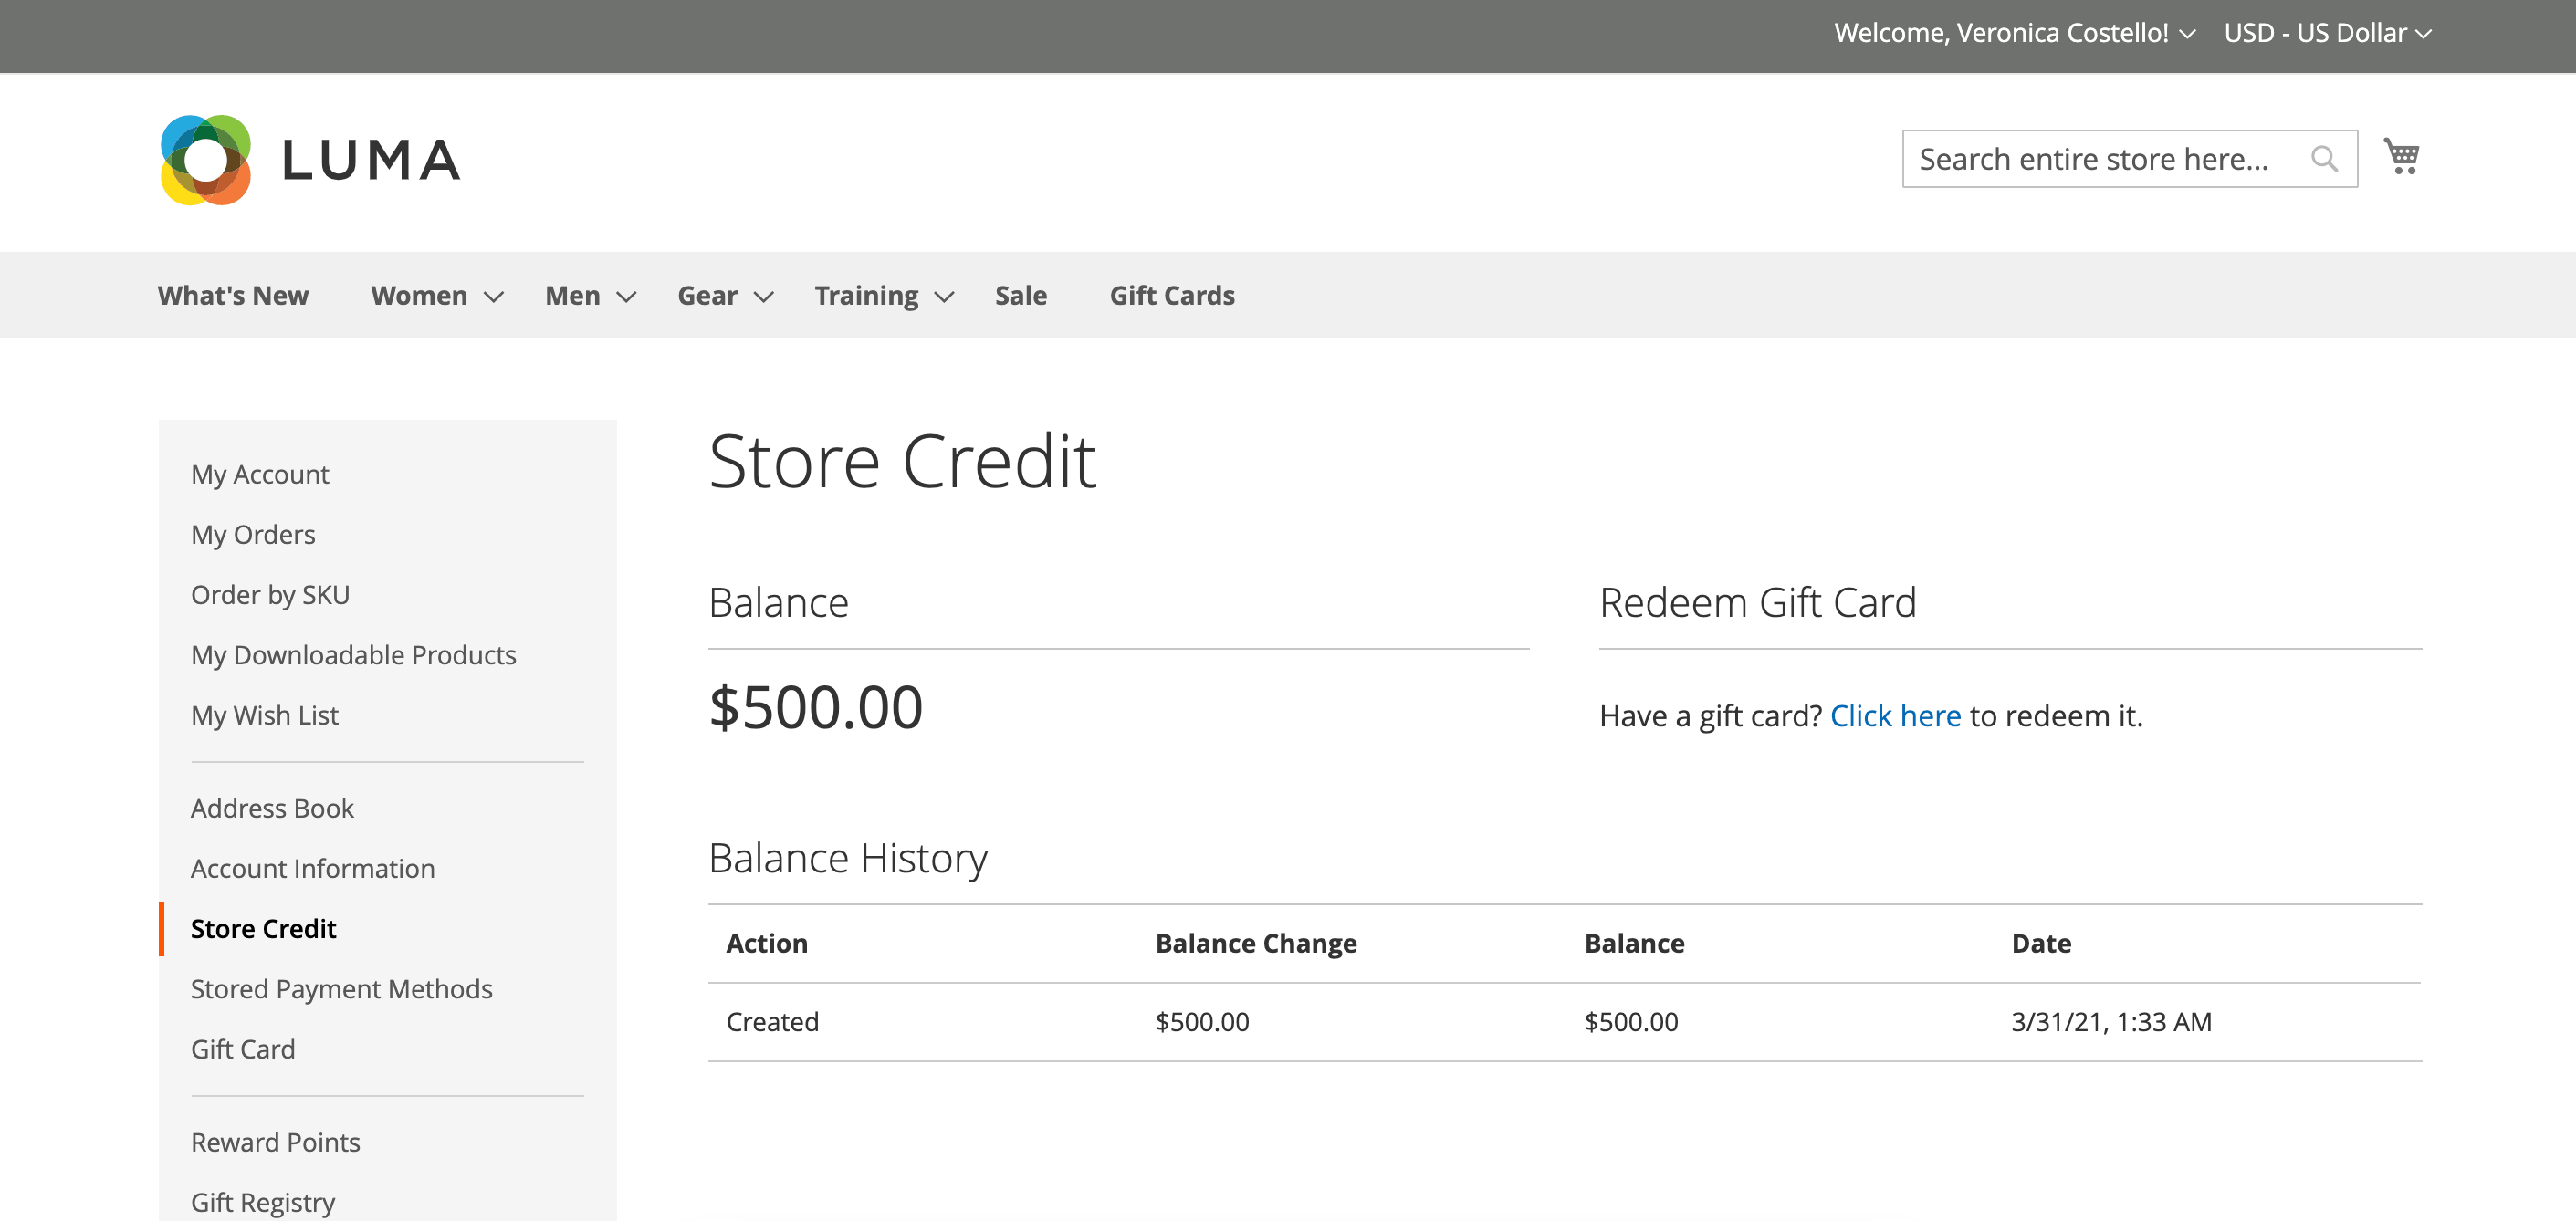 Welcome, Veronica Costello! USD - US Dollar
LUMA
Search entire store here...
What's New Women Men Gear Training Sale Gift Cards
My Account
My Orders
Order by SKU
My Downloadable Products
My Wish List
Address Book
Account Information
Store Credit
Stored Payment Methods
Gift Card
Reward Points
Gift Registry
Store Credit
Balance
$500.00
Redeem Gift Card
Have a gift card? Click here to redeem it.
Balance History
Action Balance Change Balance Date
Created $500.00 $500.00 3/31/21, 1:33 AM